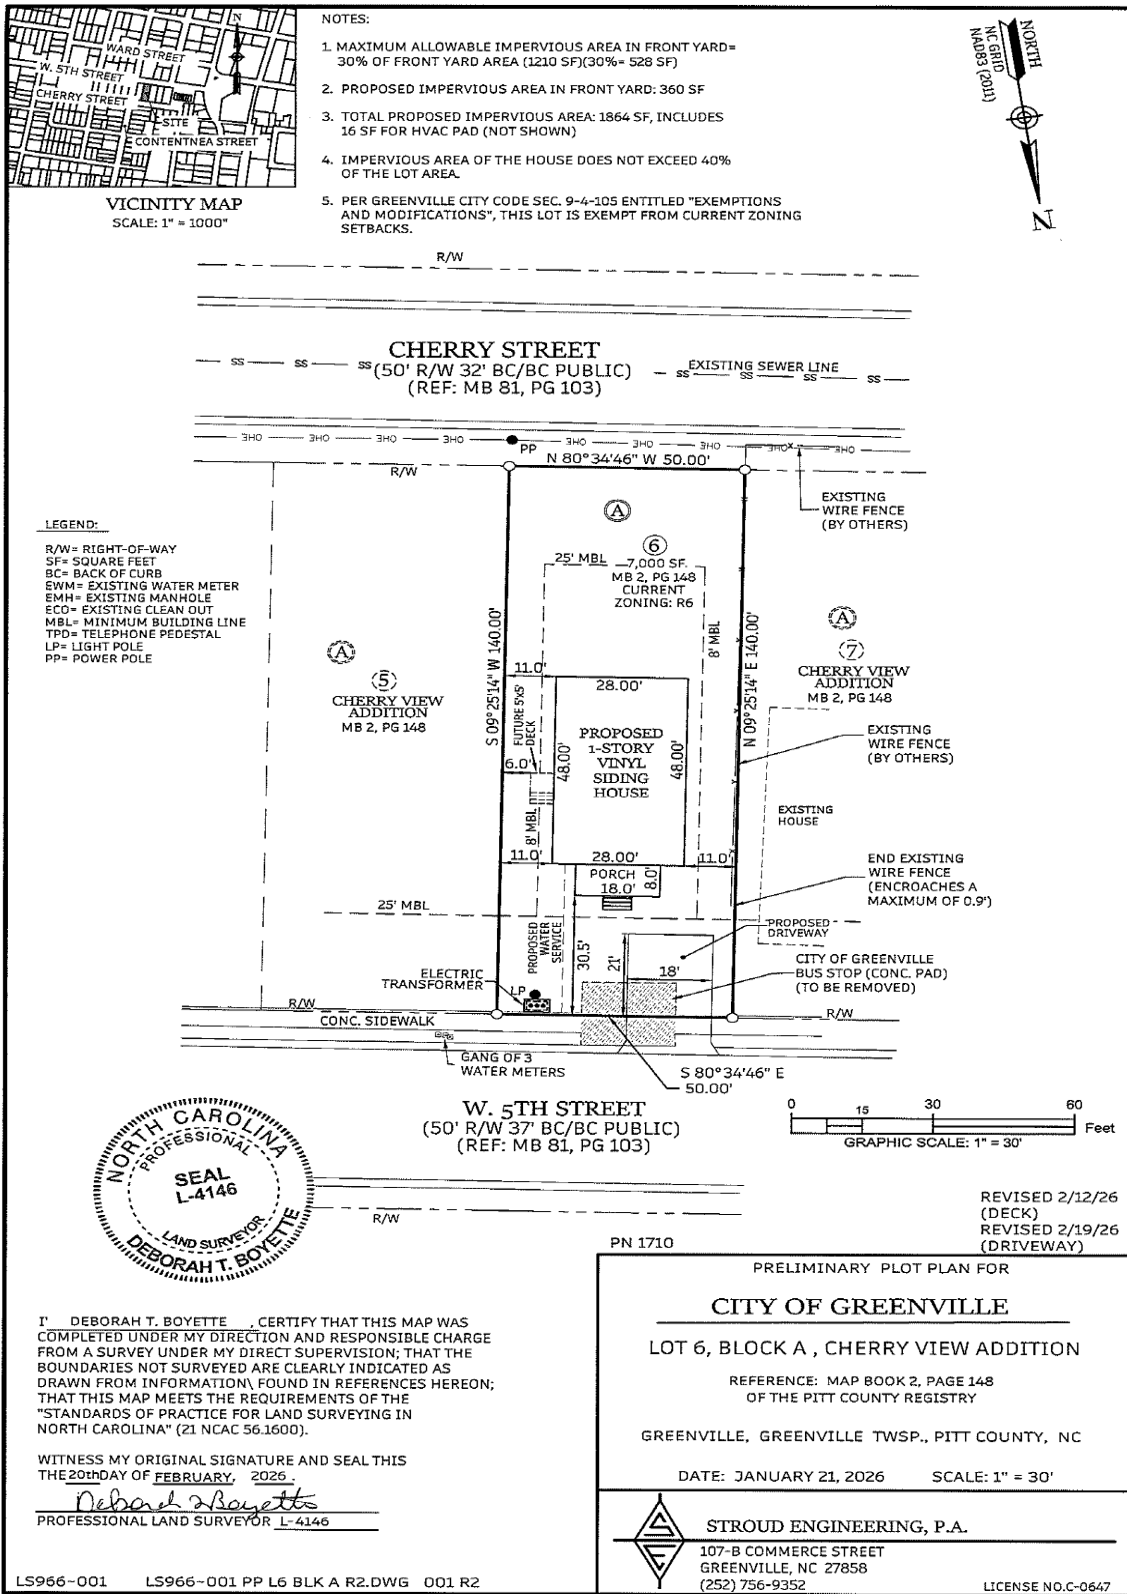 WARD STREET
W. 5TH STREET
CHERRY STREET
SITE
CONTENTNEA STREET
N
VICINITY MAP
SCALE: 1" = 1000"
NOTES:
1. MAXIMUM ALLOWABLE IMPERVIOUS AREA IN FRONT YARD=
30% OF FRONT YARD AREA (1210 SF)(30%= 528 SF)
2. PROPOSED IMPERVIOUS AREA IN FRONT YARD: 360 SF
3. TOTAL PROPOSED IMPERVIOUS AREA: 1864 SF, INCLUDES
16 SF FOR HVAC PAD (NOT SHOWN)
4. IMPERVIOUS AREA OF THE HOUSE DOES NOT EXCEED 40%
OF THE LOT AREA.
5. PER GREENVILLE CITY CODE SEC. 9-4-105 ENTITLED "EXEMPTIONS
AND MODIFICATIONS", THIS LOT IS EXEMPT FROM CURRENT ZONING
SETBACKS.
NORTH
NC GRID
NAD83 (2011)
N
R/W
CHERRY STREET
SS SS SS (50' R/W 32' BC/BC PUBLIC)
(REF: MB 81, PG 103)
EXISTING SEWER LINE
SS SS SS SS
OHE OHE OHE OHE PP OHE OHE OHE OHE OHE
N 80°34'46" W 50.00'
R/W
EXISTING
WIRE FENCE
(BY OTHERS)
LEGEND:
R/W= RIGHT-OF-WAY
SF= SQUARE FEET
BC= BACK OF CURB
EWM= EXISTING WATER METER
EMH= EXISTING MANHOLE
ECO= EXISTING CLEAN OUT
MBL= MINIMUM BUILDING LINE
TPD= TELEPHONE PEDESTAL
LP= LIGHT POLE
PP= POWER POLE
A
6
25' MBL
7,000 SF.
MB 2, PG 148
CURRENT
ZONING: R6
8' MBL
S 09°25'14" W 140.00'
N 09°25'14" E 140.00'
A
5
CHERRY VIEW
ADDITION
MB 2, PG 148
A
7
CHERRY VIEW
ADDITION
MB 2, PG 148
11.0'
28.00'
FUTURE 5'x5'
DECK
6.0'
48.00'
PROPOSED
1-STORY
VINYL
SIDING
HOUSE
48.00'
8' MBL
EXISTING
WIRE FENCE
(BY OTHERS)
EXISTING
HOUSE
11.0'
28.00'
11.0'
PORCH
18.0'
8.0'
END EXISTING
WIRE FENCE
(ENCROACHES A
MAXIMUM OF 0.9')
25' MBL
PROPOSED
WATER
SERVICE
30.5'
21'
18'
PROPOSED
DRIVEWAY
ELECTRIC
TRANSFORMER
LP
CITY OF GREENVILLE
BUS STOP (CONC. PAD)
(TO BE REMOVED)
R/W
CONC. SIDEWALK
R/W
GANG OF 3
WATER METERS
S 80°34'46" E
50.00'
W. 5TH STREET
(50' R/W 37' BC/BC PUBLIC)
(REF: MB 81, PG 103)
0 15 30 60
Feet
GRAPHIC SCALE: 1" = 30'
NORTH CAROLINA
PROFESSIONAL
SEAL
L-4146
LAND SURVEYOR
DEBORAH T. BOYETTE
R/W
REVISED 2/12/26
(DECK)
REVISED 2/19/26
(DRIVEWAY)
PN 1710
PRELIMINARY PLOT PLAN FOR
CITY OF GREENVILLE
LOT 6, BLOCK A , CHERRY VIEW ADDITION
REFERENCE: MAP BOOK 2, PAGE 148
OF THE PITT COUNTY REGISTRY
GREENVILLE, GREENVILLE TWSP., PITT COUNTY, NC
DATE: JANUARY 21, 2026 SCALE: 1" = 30'
I' DEBORAH T. BOYETTE , CERTIFY THAT THIS MAP WAS
COMPLETED UNDER MY DIRECTION AND RESPONSIBLE CHARGE
FROM A SURVEY UNDER MY DIRECT SUPERVISION; THAT THE
BOUNDARIES NOT SURVEYED ARE CLEARLY INDICATED AS
DRAWN FROM INFORMATION\ FOUND IN REFERENCES HEREON;
THAT THIS MAP MEETS THE REQUIREMENTS OF THE
"STANDARDS OF PRACTICE FOR LAND SURVEYING IN
NORTH CAROLINA" (21 NCAC 56.1600).
WITNESS MY ORIGINAL SIGNATURE AND SEAL THIS
THE 20th DAY OF FEBRUARY, 2026 .
Deborah T Boyette
PROFESSIONAL LAND SURVEYOR L-4146
S
E
STROUD ENGINEERING, P.A.
107-B COMMERCE STREET
GREENVILLE, NC 27858
(252) 756-9352
LICENSE NO.C-0647
LS966-001 LS966-001 PP L6 BLK A R2.DWG 001 R2